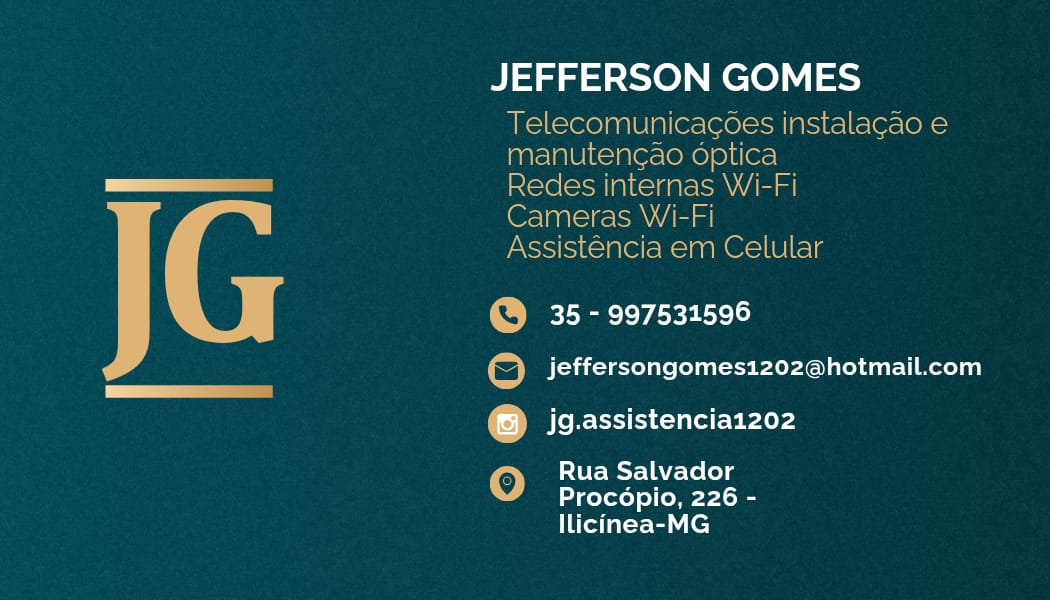 JG
JEFFERSON GOMES
Telecomunicações instalação e
manutenção óptica
Redes internas Wi-Fi
Cameras Wi-Fi
Assistência em Celular
35 - 997531596
jeffersongomes1202@hotmail.com
jg.assistencia1202
Rua Salvador
Procópio, 226 -
Ilicínea-MG